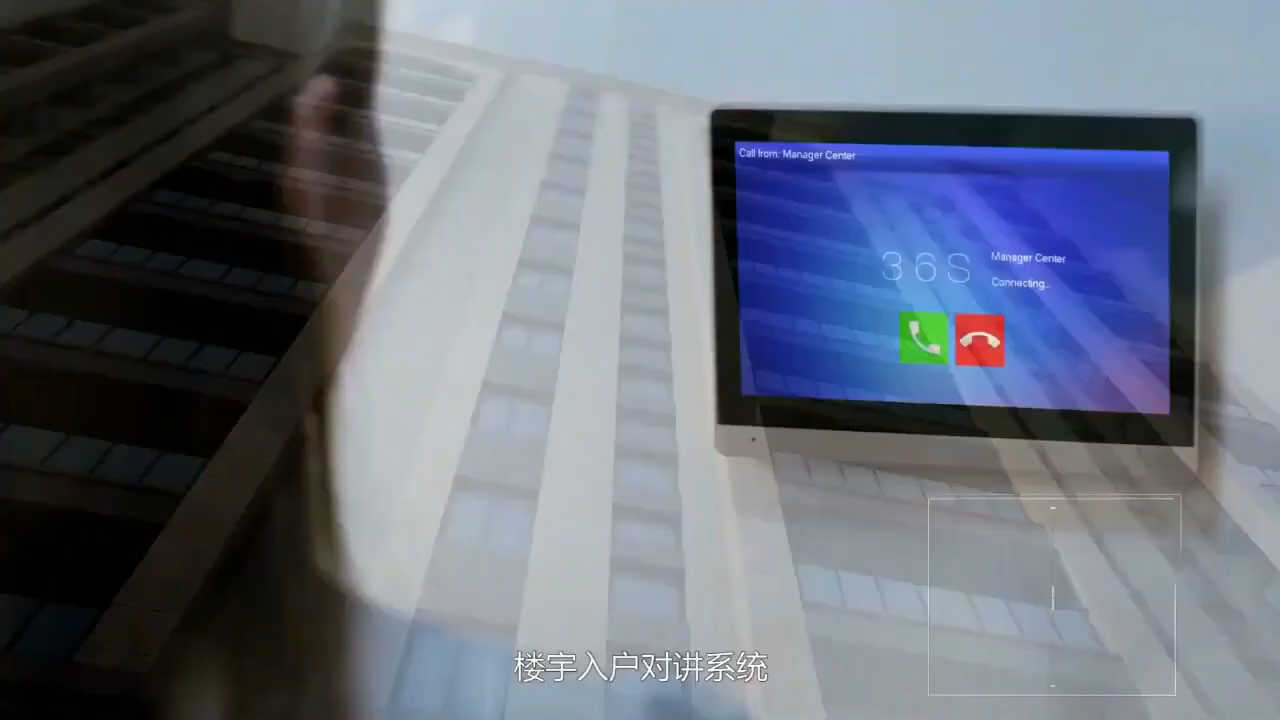 Call from: Manager Center
36S
Manager Center
Connecting..
楼宇入户对讲系统